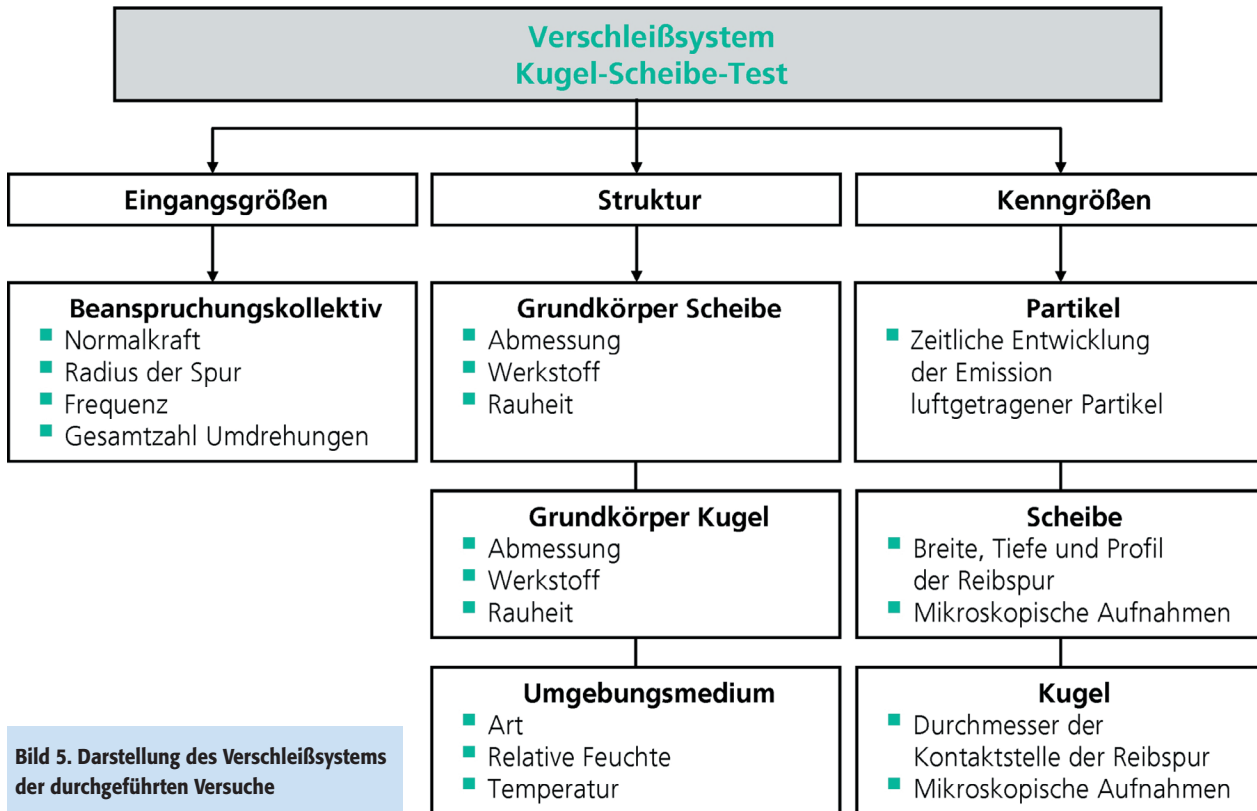 Verschleißsystem
Kugel-Scheibe-Test
Eingangsgrößen
Struktur
Kenngrößen
Beanspruchungskollektiv
Normalkraft
Radius der Spur
Frequenz
Gesamtzahl Umdrehungen
Grundkörper Scheibe
Abmessung
Werkstoff
Rauheit
Grundkörper Kugel
Abmessung
Werkstoff
Rauheit
Umgebungsmedium
Art
Relative Feuchte
Temperatur
Partikel
Zeitliche Entwicklung
der Emission
luftgetragener Partikel
Scheibe
Breite, Tiefe und Profil
der Reibspur
Mikroskopische Aufnahmen
Kugel
Durchmesser der
Kontaktstelle der Reibspur
Mikroskopische Aufnahmen
Bild 5. Darstellung des Verschleißsystems
der durchgeführten Versuche